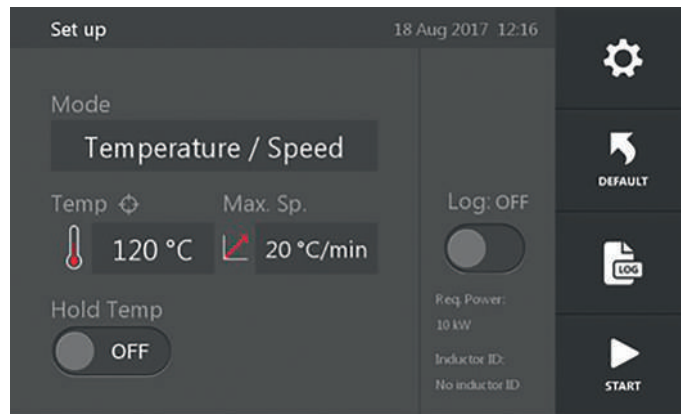 Set up
18 Aug 2017 12:16
Mode
Temperature / Speed
Temp
Max. Sp.
120 °C
20 °C/min
Hold Temp
OFF
Log: OFF
Req. Power:
10 kW
Inductor ID:
No inductor ID
DEFAULT
LOG
START